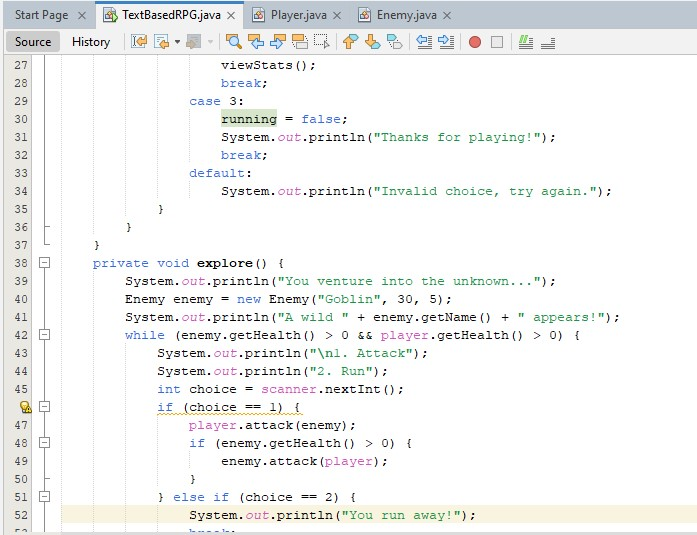 Start Page TextBasedRPG.java Player.java Enemy.java
Source History
27 viewStats();
28 break;
29 case 3:
30 running = false;
31 System.out.println("Thanks for playing!");
32 break;
33 default:
34 System.out.println("Invalid choice, try again.");
35 }
36 }
37 }
38 private void explore() {
39 System.out.println("You venture into the unknown...");
40 Enemy enemy = new Enemy("Goblin", 30, 5);
41 System.out.println("A wild " + enemy.getName() + " appears!");
42 while (enemy.getHealth() > 0 && player.getHealth() > 0) {
43 System.out.println("\n1. Attack");
44 System.out.println("2. Run");
45 int choice = scanner.nextInt();
if (choice == 1) {
47 player.attack(enemy);
48 if (enemy.getHealth() > 0) {
49 enemy.attack(player);
50 }
51 } else if (choice == 2) {
52 System.out.println("You run away!");